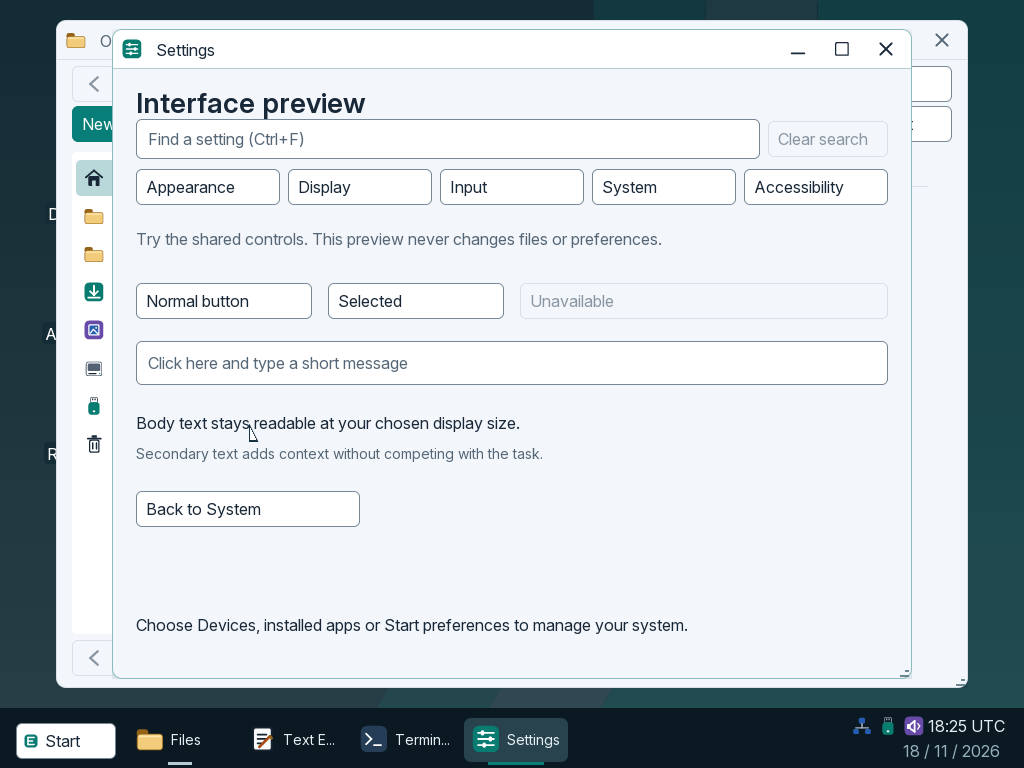 Settings
Interface preview
Find a setting (Ctrl+F)
Clear search
Appearance
Display
Input
System
Accessibility
Try the shared controls. This preview never changes files or preferences.
Normal button
Selected
Unavailable
Click here and type a short message
Body text stays readable at your chosen display size.
Secondary text adds context without competing with the task.
Back to System
Choose Devices, installed apps or Start preferences to manage your system.
New
Start
Files
Text E...
Termin...
Settings
18:25 UTC
18 / 11 / 2026